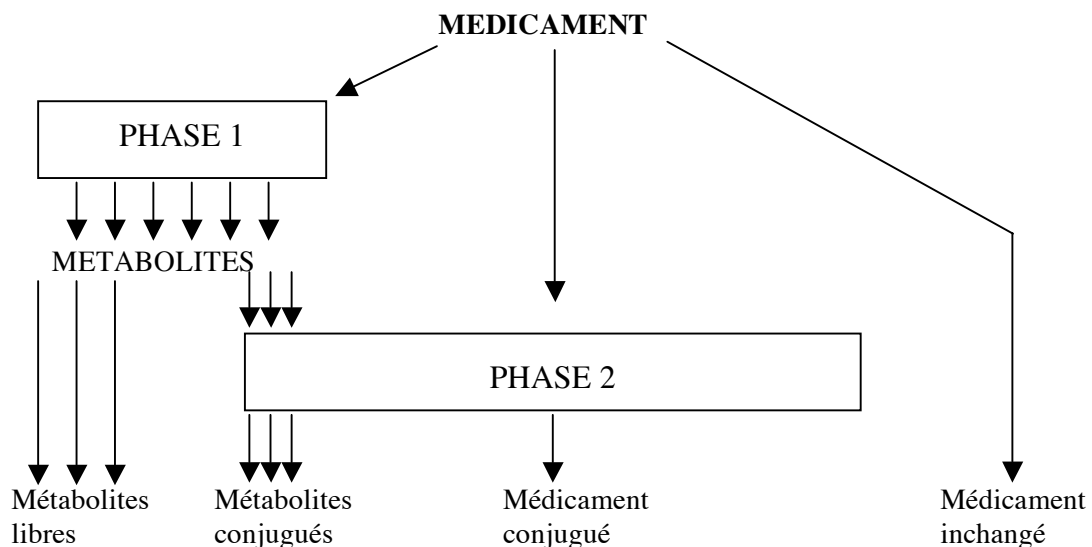 MEDICAMENT
PHASE 1
METABOLITES
PHASE 2
Métabolites
libres
Métabolites
conjugués
Médicament
conjugué
Médicament
inchangé